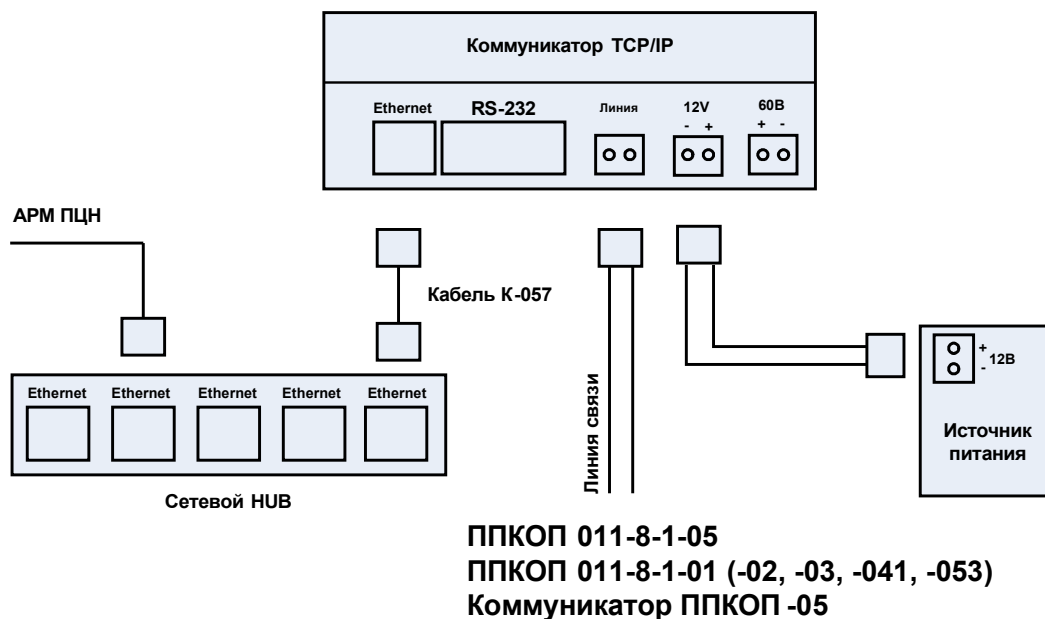 Коммуникатор TCP/IP
Ethernet
RS-232
Линия
12V
- +
60В
+ -
АРМ ПЦН
Кабель К-057
Ethernet Ethernet Ethernet Ethernet Ethernet
Сетевой HUB
Линия связи
+
12В
-
Источник
питания
ППКОП 011-8-1-05
ППКОП 011-8-1-01 (-02, -03, -041, -053)
Коммуникатор ППКОП -05